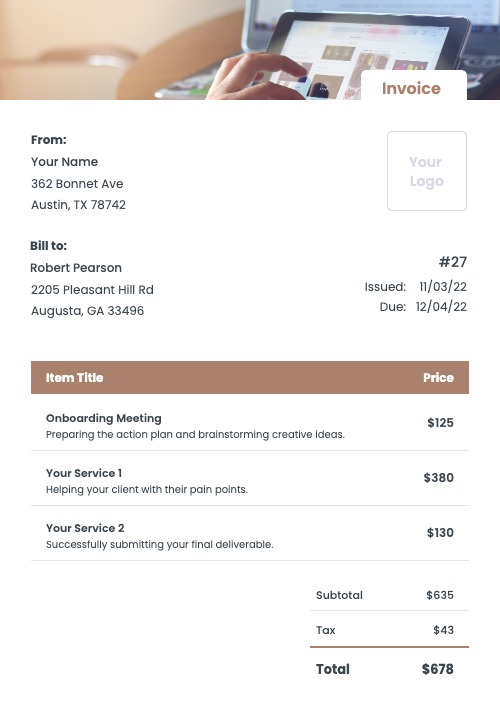 Invoice
From:
Your Name
362 Bonnet Ave
Austin, TX 78742
Your
Logo
Bill to:
Robert Pearson
2205 Pleasant Hill Rd
Augusta, GA 33496
#27
Issued: 11/03/22
Due: 12/04/22
Item Title Price
Onboarding Meeting
Preparing the action plan and brainstorming creative ideas.
$125
Your Service 1
Helping your client with their pain points.
$380
Your Service 2
Successfully submitting your final deliverable.
$130
Subtotal $635
Tax $43
Total $678